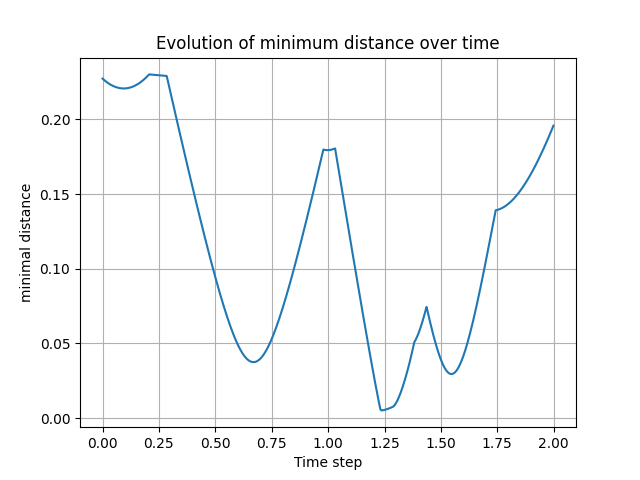 Evolution of minimum distance over time
minimal distance
0.20
0.15
0.10
0.05
0.00
0.00 0.25 0.50 0.75 1.00 1.25 1.50 1.75 2.00
Time step